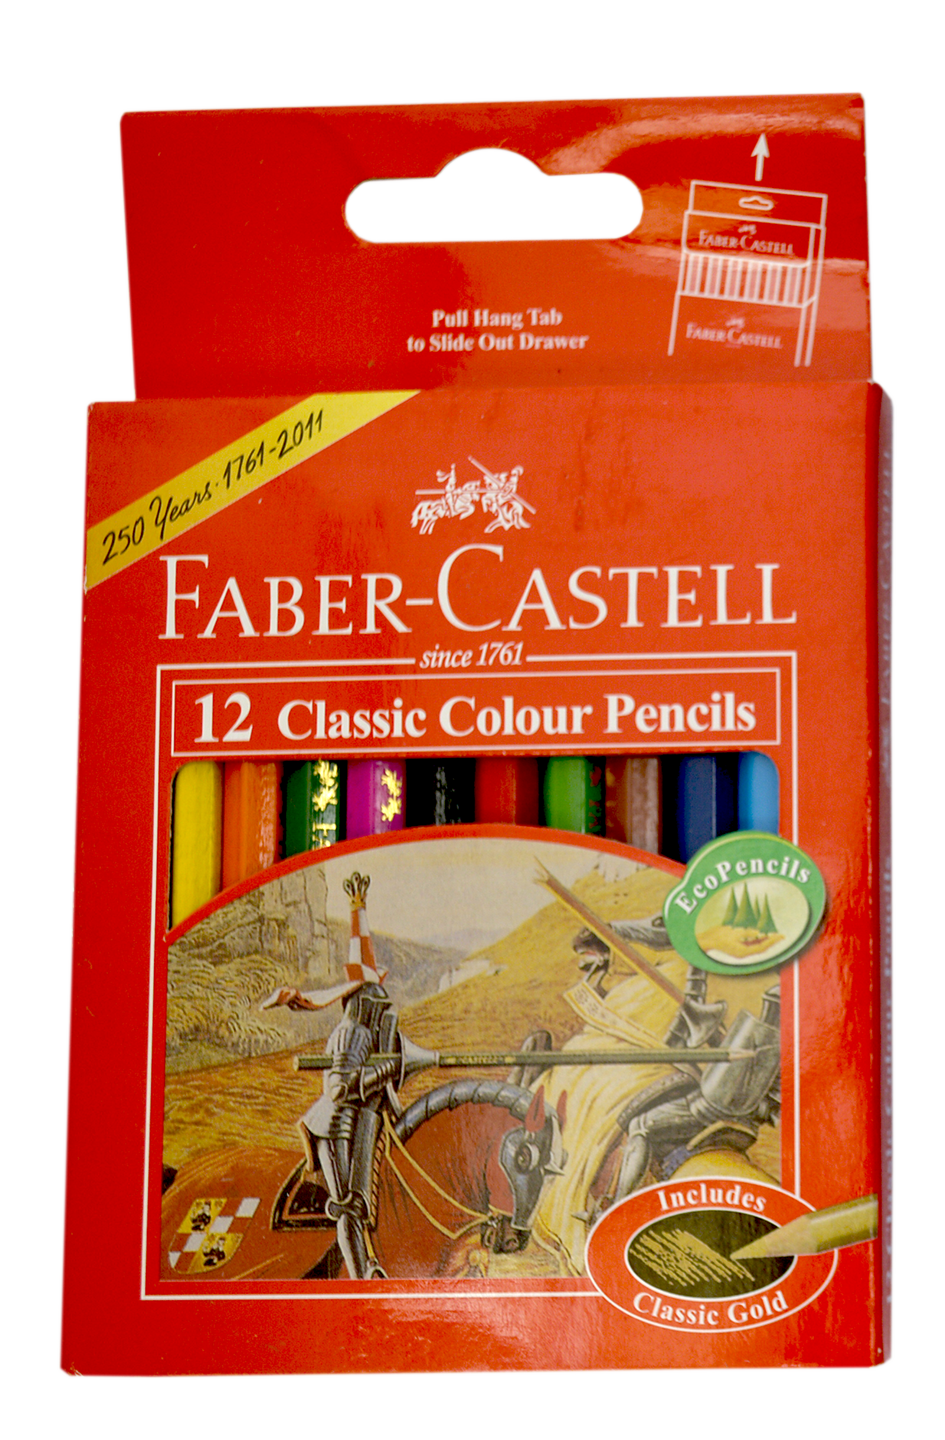 FABER-CASTELL
FABER-CASTELL
Pull Hang Tab
to Slide Out Drawer
250 Years · 1761-2011
FABER-CASTELL
since 1761
12 Classic Colour Pencils
EcoPencils
CASTELL
Includes
Classic Gold